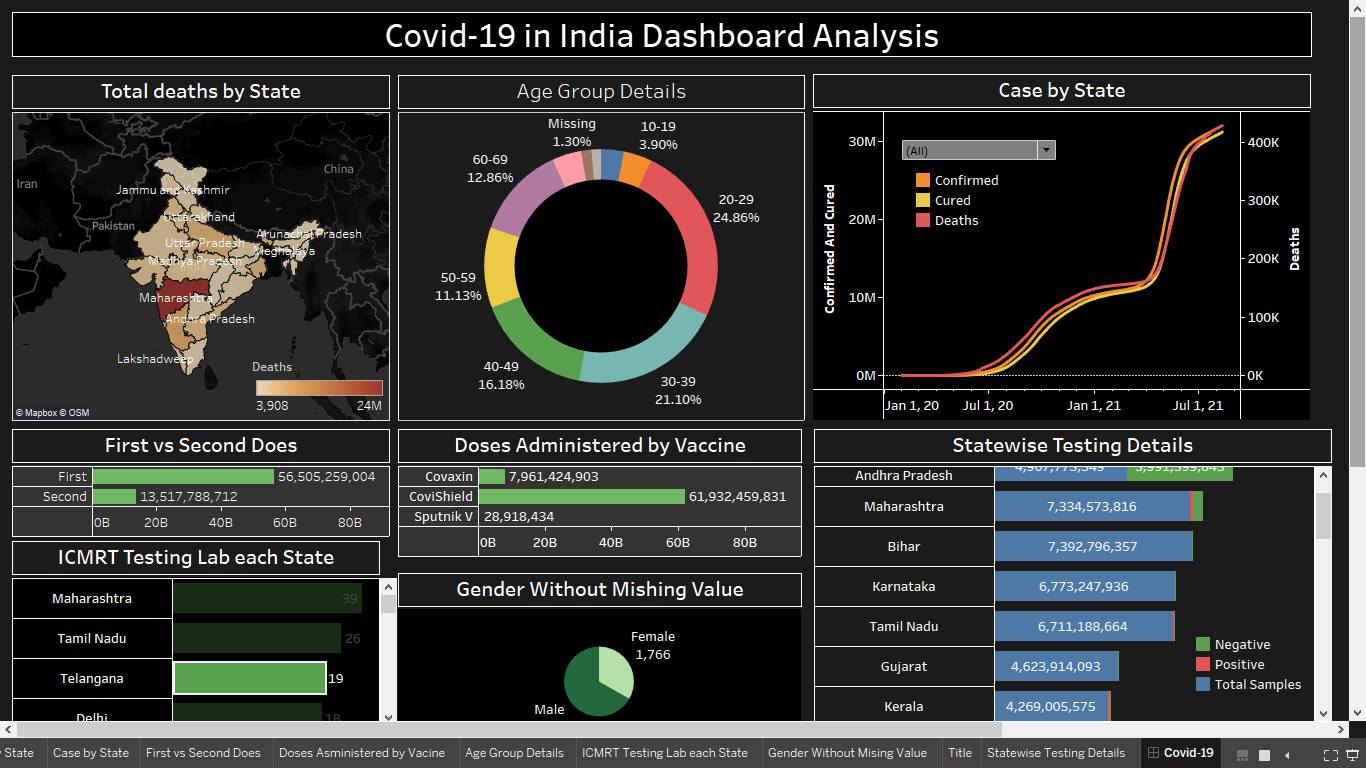 Covid-19 in India Dashboard Analysis
Total deaths by State
Iran
China
Pakistan
Jammu and Kashmir
Uttarakhand
Arunachal Pradesh
Uttar Pradesh
Meghalaya
Madhya Pradesh
India
Maharashtra
Andhra Pradesh
Lakshadweep
Deaths
3,908 24M
© Mapbox © OSM
Age Group Details
Missing
1.30%
10-19
3.90%
60-69
12.86%
20-29
24.86%
50-59
11.13%
40-49
16.18%
30-39
21.10%
Case by State
(All)
Confirmed
Cured
Deaths
Confirmed And Cured
30M
20M
10M
0M
Deaths
400K
300K
200K
100K
0K
Jan 1, 20 Jul 1, 20 Jan 1, 21 Jul 1, 21
First vs Second Does
First 56,505,259,004
Second 13,517,788,712
0B 20B 40B 60B 80B
Doses Administered by Vaccine
Covaxin 7,961,424,903
CoviShield 61,932,459,831
Sputnik V 28,918,434
0B 20B 40B 60B 80B
Statewise Testing Details
Andhra Pradesh
Maharashtra 7,334,573,816
Bihar 7,392,796,357
Karnataka 6,773,247,936
Tamil Nadu 6,711,188,664
Gujarat 4,623,914,093
Kerala 4,269,005,575
Negative
Positive
Total Samples
ICMRT Testing Lab each State
Maharashtra 39
Tamil Nadu 26
Telangana 19
Delhi 18
Gender Without Mishing Value
Female
1,766
Male
y State Case by State First vs Second Does Doses Asministered by Vacine Age Group Details ICMRT Testing Lab each State Gender Without Mising Value Title Statewise Testing Details Covid-19